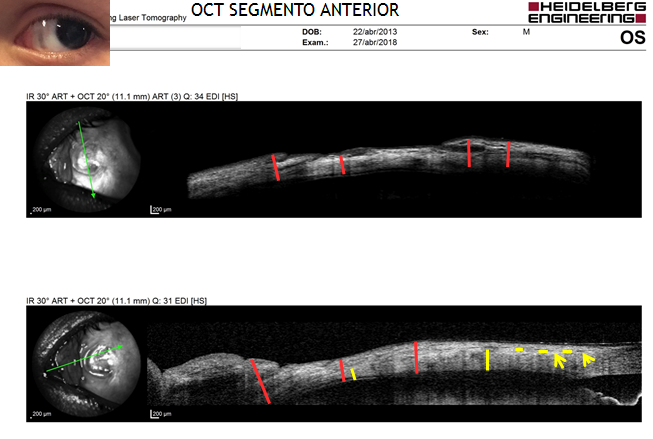 ng Laser Tomography
OCT SEGMENTO ANTERIOR
HEIDELBERG
ENGINEERING
DOB: 22/abr/2013 Sex: M
Exam.: 27/abr/2018
OS
IR 30° ART + OCT 20° (11.1 mm) ART (3) Q: 34 EDI [HS]
200 µm
200 µm
IR 30° ART + OCT 20° (11.1 mm) Q: 31 EDI [HS]
200 µm
200 µm